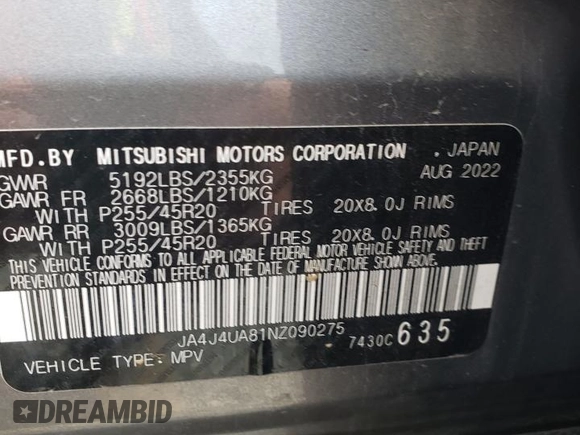 MFD.BY MITSUBISHI MOTORS CORPORATION . JAPAN
GWWR 5192LBS/2355KG AUG 2022
GAWR FR 2668LBS/1210KG
WITH P255/45R20 TIRES 20X8.0J RIMS
GAWR RR 3009LBS/1365KG
WITH P255/45R20 TIRES 20X8.0J RIMS
THIS VEHICLE CONFORMS TO ALL APPLICABLE FEDERAL MOTOR VEHICLE SAFETY AND THEFT
PREVENTION STANDARDS IN EFFECT ON THE DATE OF MANUFACTURE SHOWN ABOVE.
JA4J4UA81NZ090275 7430C 635
VEHICLE TYPE: MPV
DREAMBID